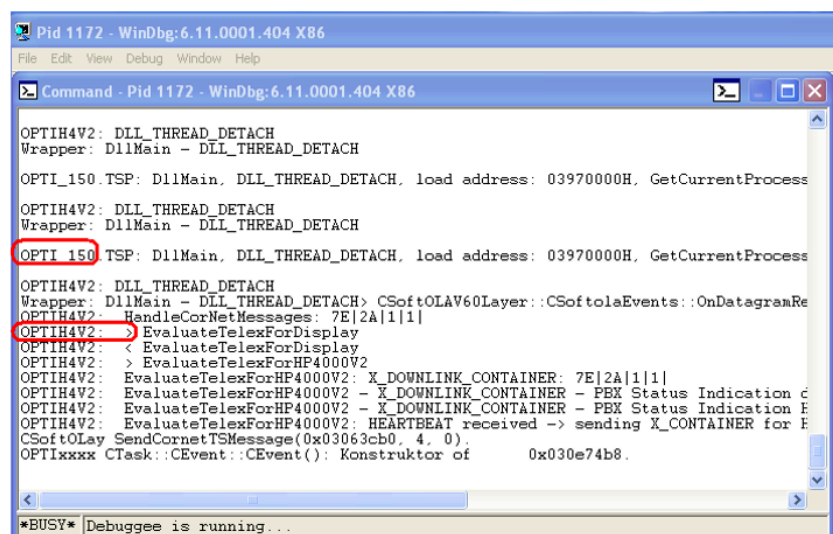 Pid 1172 - WinDbg:6.11.0001.404 X86
File Edit View Debug Window Help
Command - Pid 1172 - WinDbg:6.11.0001.404 X86
OPTIH4V2: DLL_THREAD_DETACH
Wrapper: DllMain - DLL_THREAD_DETACH
OPTI_150.TSP: DllMain, DLL_THREAD_DETACH, load address: 03970000H, GetCurrentProcess
OPTIH4V2: DLL_THREAD_DETACH
Wrapper: DllMain - DLL_THREAD_DETACH
OPTI_150.TSP: DllMain, DLL_THREAD_DETACH, load address: 03970000H, GetCurrentProcess
OPTIH4V2: DLL_THREAD_DETACH
Wrapper: DllMain - DLL_THREAD_DETACH> CSoftOLAV60Layer::CSoftolaEvents::OnDatagramRe
OPTIH4V2: HandleCorNetMessages: 7E|2A|1|1|
OPTIH4V2: > EvaluateTelexForDisplay
OPTIH4V2: < EvaluateTelexForDisplay
OPTIH4V2: > EvaluateTelexForHP4000V2
OPTIH4V2: EvaluateTelexForHP4000V2: X_DOWNLINK_CONTAINER: 7E|2A|1|1|
OPTIH4V2: EvaluateTelexForHP4000V2 - X_DOWNLINK_CONTAINER - PBX Status Indication d
OPTIH4V2: EvaluateTelexForHP4000V2 - X_DOWNLINK_CONTAINER - PBX Status Indication H
OPTIH4V2: EvaluateTelexForHP4000V2: HEARTBEAT received -> sending X_CONTAINER for H
CSoftOLay SendCornetTSMessage(0x03063cb0, 4, 0).
OPTIxxxx CTask::CEvent::CEvent(): Konstruktor of 0x030e74b8.
*BUSY* Debuggee is running...